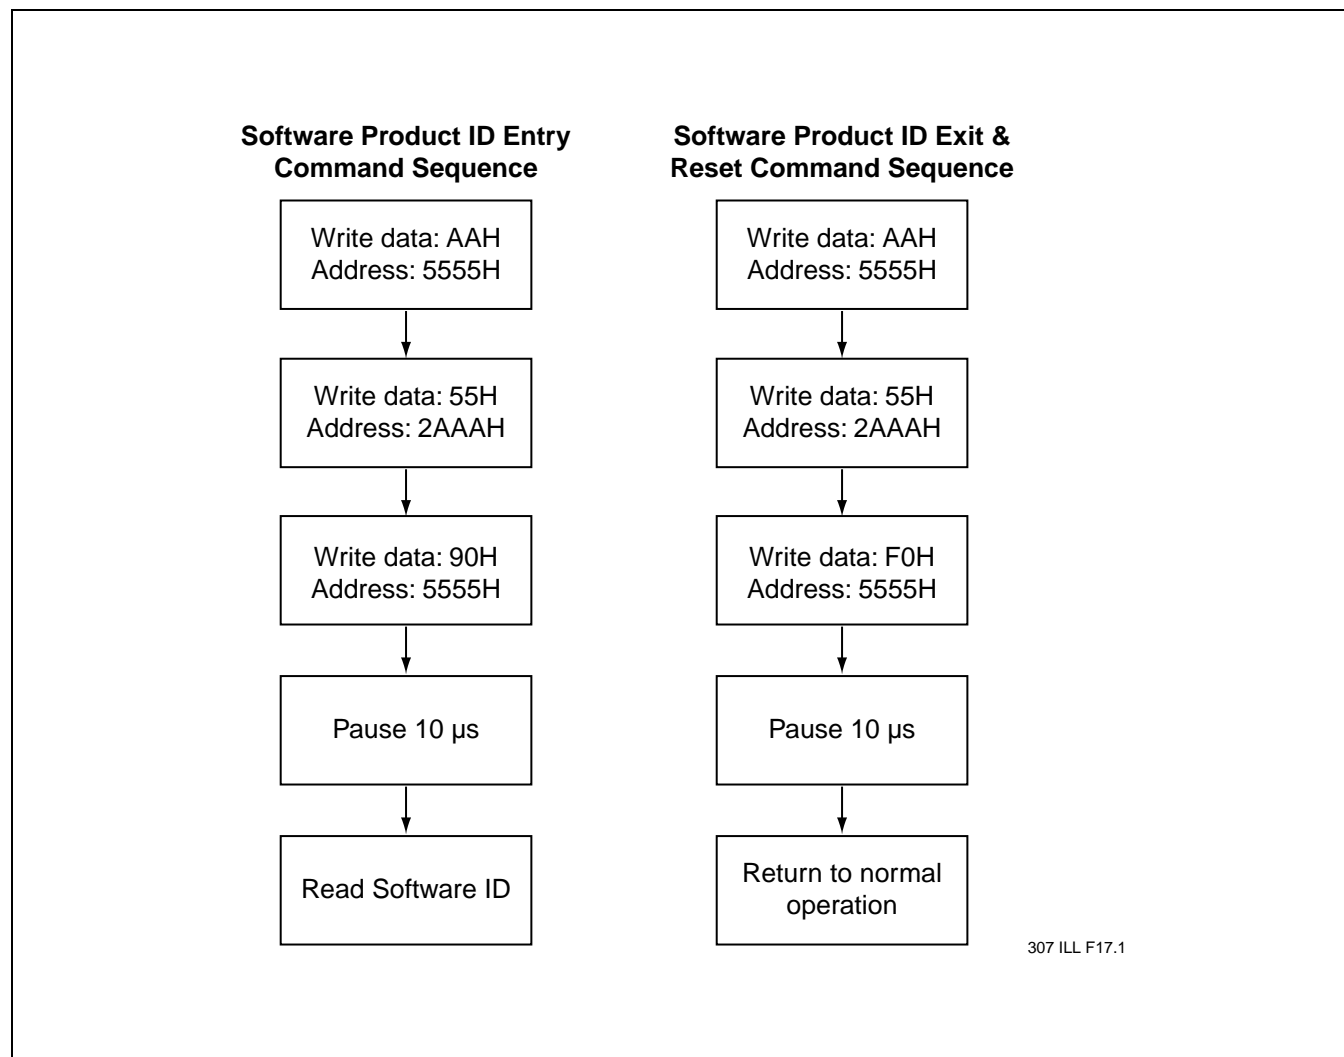 Software Product ID Entry
Command Sequence
Write data: AAH
Address: 5555H
Write data: 55H
Address: 2AAAH
Write data: 90H
Address: 5555H
Pause 10 µs
Read Software ID
Software Product ID Exit &
Reset Command Sequence
Write data: AAH
Address: 5555H
Write data: 55H
Address: 2AAAH
Write data: F0H
Address: 5555H
Pause 10 µs
Return to normal
operation
307 ILL F17.1